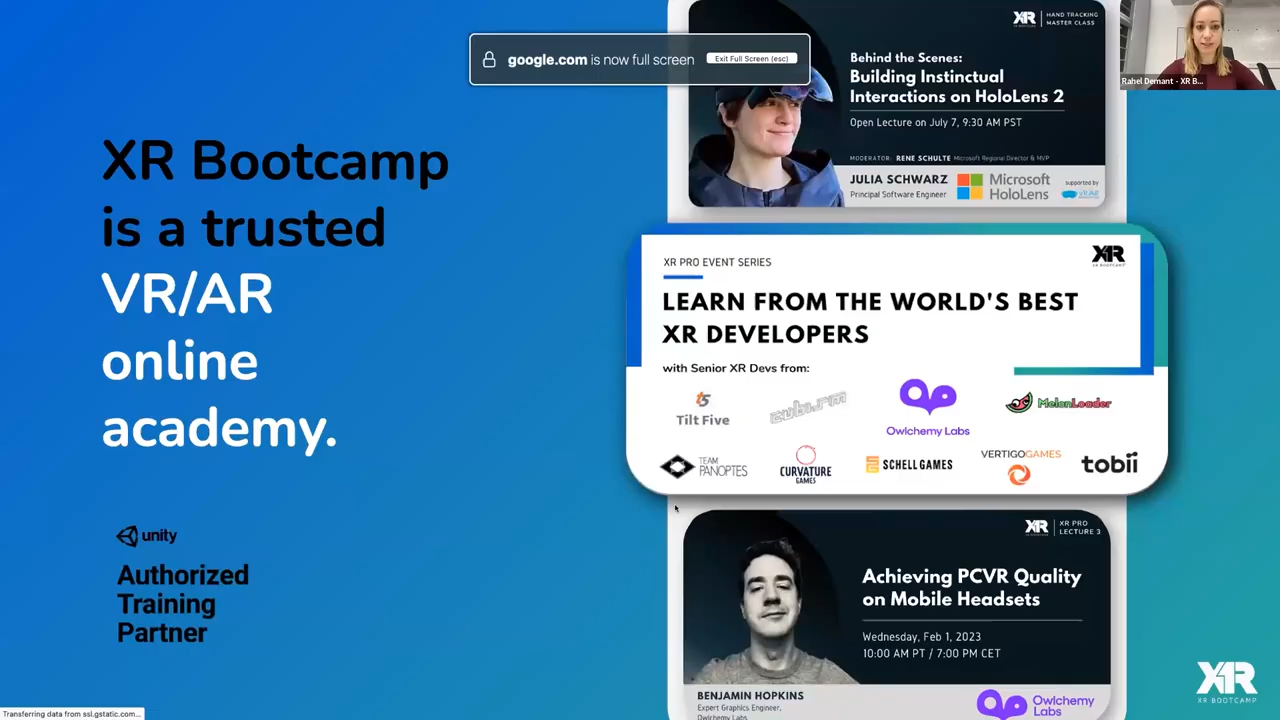 XR Bootcamp
is a trusted
VR/AR
online
academy.
unity
Authorized
Training
Partner
google.com is now full screen
Exit Full Screen (esc)
XR
HAND TRACKING
MASTER CLASS
Behind the Scenes:
Building Instinctual
Interactions on HoloLens 2
Open Lecture on July 7, 9:30 AM PST
MODERATOR: RENE SCHULTE Microsoft Regional Director & MVP
JULIA SCHWARZ
Principal Software Engineer
Microsoft
HoloLens
supported by
Rahel Demant - XR B...
XR PRO EVENT SERIES
XR
XR BOOTCAMP
LEARN FROM THE WORLD'S BEST
XR DEVELOPERS
with Senior XR Devs from:
t5
Tilt Five
Owlchemy Labs
MelonLoader
TEAM
PANOPTES
CURVATURE
GAMES
SCHELL GAMES
VERTIGOGAMES
tobii
XR
XR PRO
LECTURE 3
Achieving PCVR Quality
on Mobile Headsets
Wednesday, Feb 1, 2023
10:00 AM PT / 7:00 PM CET
BENJAMIN HOPKINS
Expert Graphics Engineer,
Owlchemy Labs
Owlchemy
Labs
XR
XR BOOTCAMP
Transferring data from ssl.gstatic.com...